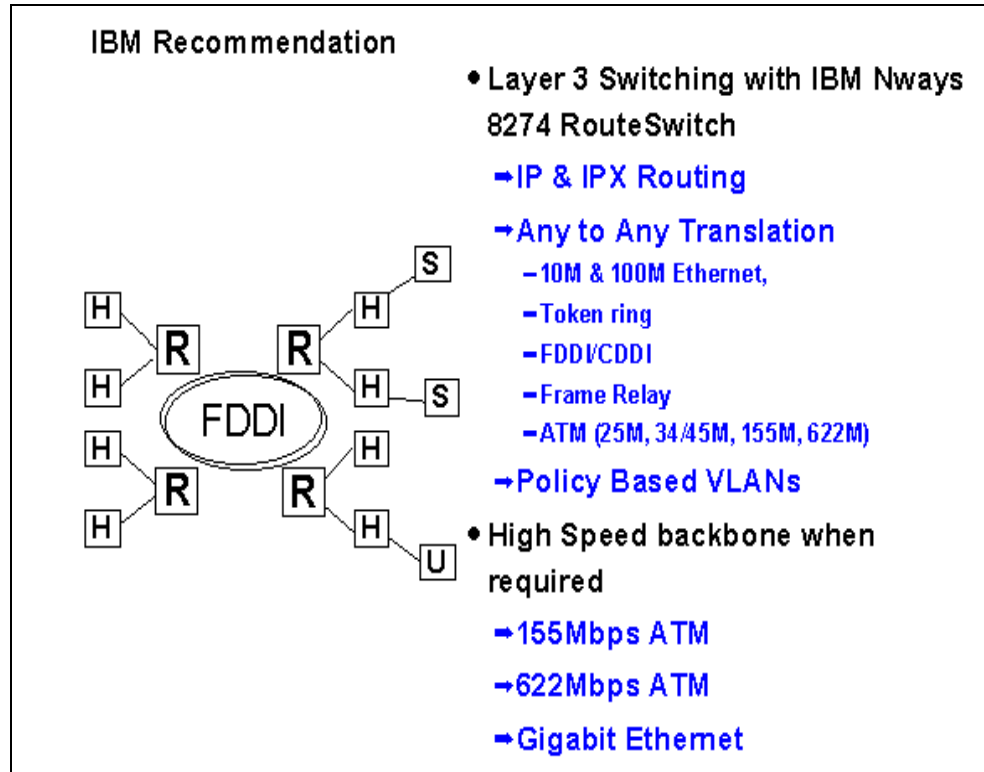 IBM Recommendation
• Layer 3 Switching with IBM Nways
8274 RouteSwitch
➞IP & IPX Routing
➞Any to Any Translation
–10M & 100M Ethernet,
–Token ring
–FDDI/CDDI
–Frame Relay
–ATM (25M, 34/45M, 155M, 622M)
➞Policy Based VLANs
• High Speed backbone when
required
➞155Mbps ATM
➞622Mbps ATM
➞Gigabit Ethernet
S
H
H
R
R
H
H
S
FDDI
H
H
R
R
H
H
U